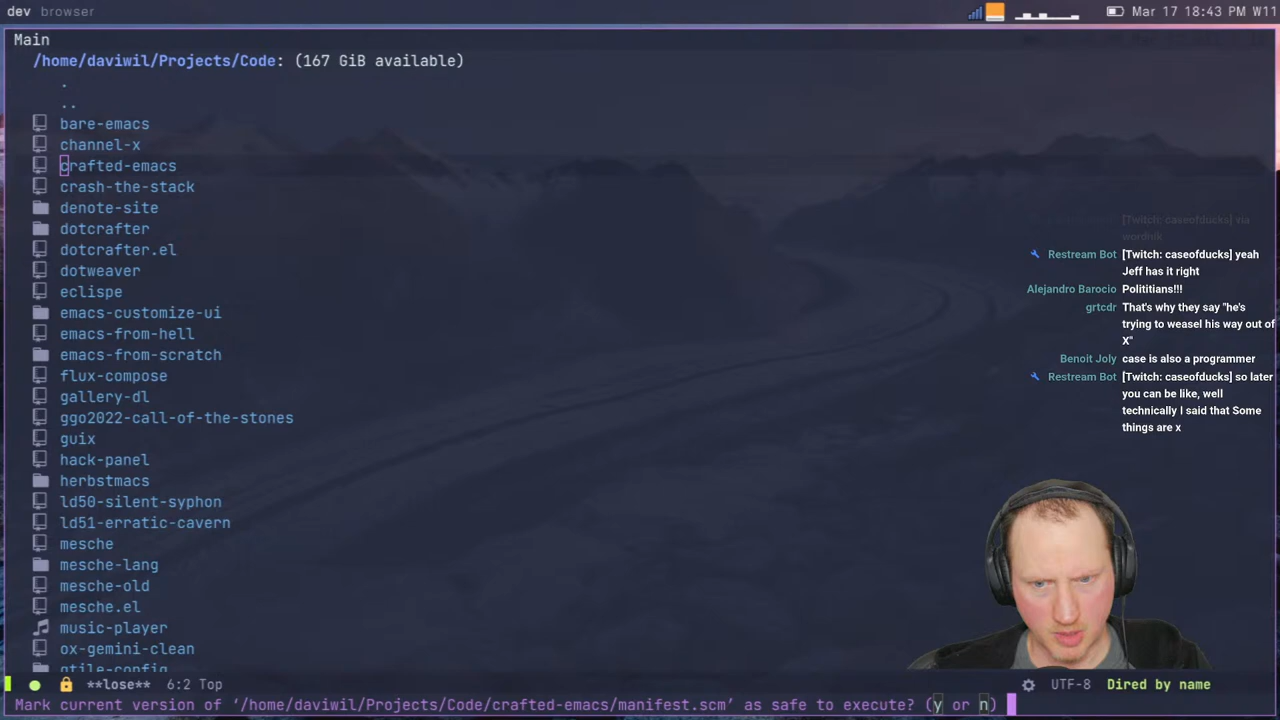 dev browser
Mar 17 18:43 PM W11
Main
/home/daviwil/Projects/Code: (167 GiB available)
.
..
bare-emacs
channel-x
crafted-emacs
crash-the-stack
denote-site
dotcrafter
dotcrafter.el
dotweaver
eclispe
emacs-customize-ui
emacs-from-hell
emacs-from-scratch
flux-compose
gallery-dl
ggo2022-call-of-the-stones
guix
hack-panel
herbstmacs
ld50-silent-syphon
ld51-erratic-cavern
mesche
mesche-lang
mesche-old
mesche.el
music-player
ox-gemini-clean
qtile-config
[Twitch: caseofducks] via
wordnik
Restream Bot [Twitch: caseofducks] yeah
Jeff has it right
Alejandro Barocio Polititians!!!
grtcdr That's why they say "he's
trying to weasel his way out of
X"
Benoit Joly case is also a programmer
Restream Bot [Twitch: caseofducks] so later
you can be like, well
technically I said that Some
things are x
**lose** 6:2 Top
UTF-8 Dired by name
Mark current version of ‘/home/daviwil/Projects/Code/crafted-emacs/manifest.scm’ as safe to execute? (y or n)